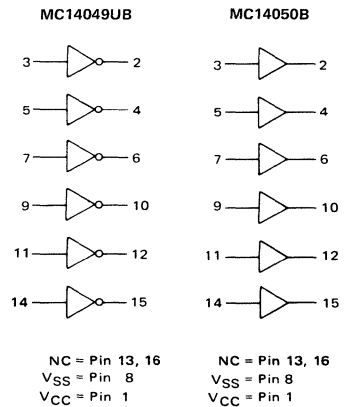 MC14049UB MC14050B
3 2 3 2
5 4 5 4
7 6 7 6
9 10 9 10
11 12 11 12
14 15 14 15
NC = Pin 13, 16 NC = Pin 13, 16
VSS = Pin 8 VSS = Pin 8
VCC = Pin 1 VCC = Pin 1